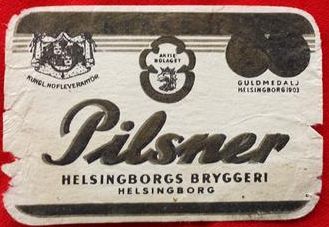 KUNGL. HOFLEVERANTÖR
AKTIE
BOLAGET
GULDMEDALJ
HELSINGBORG 1903
Pilsner
HELSINGBORGS BRYGGERI
HELSINGBORG